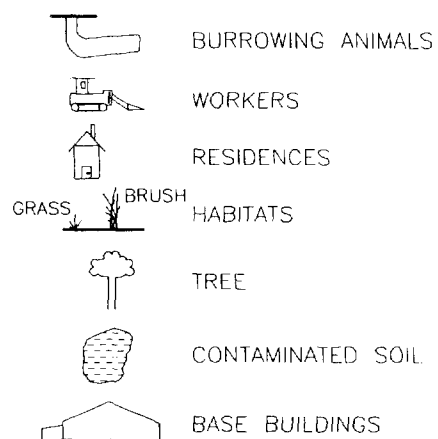 BURROWING ANIMALS
WORKERS
RESIDENCES
GRASS BRUSH HABITATS
TREE
CONTAMINATED SOIL
BASE BUILDINGS